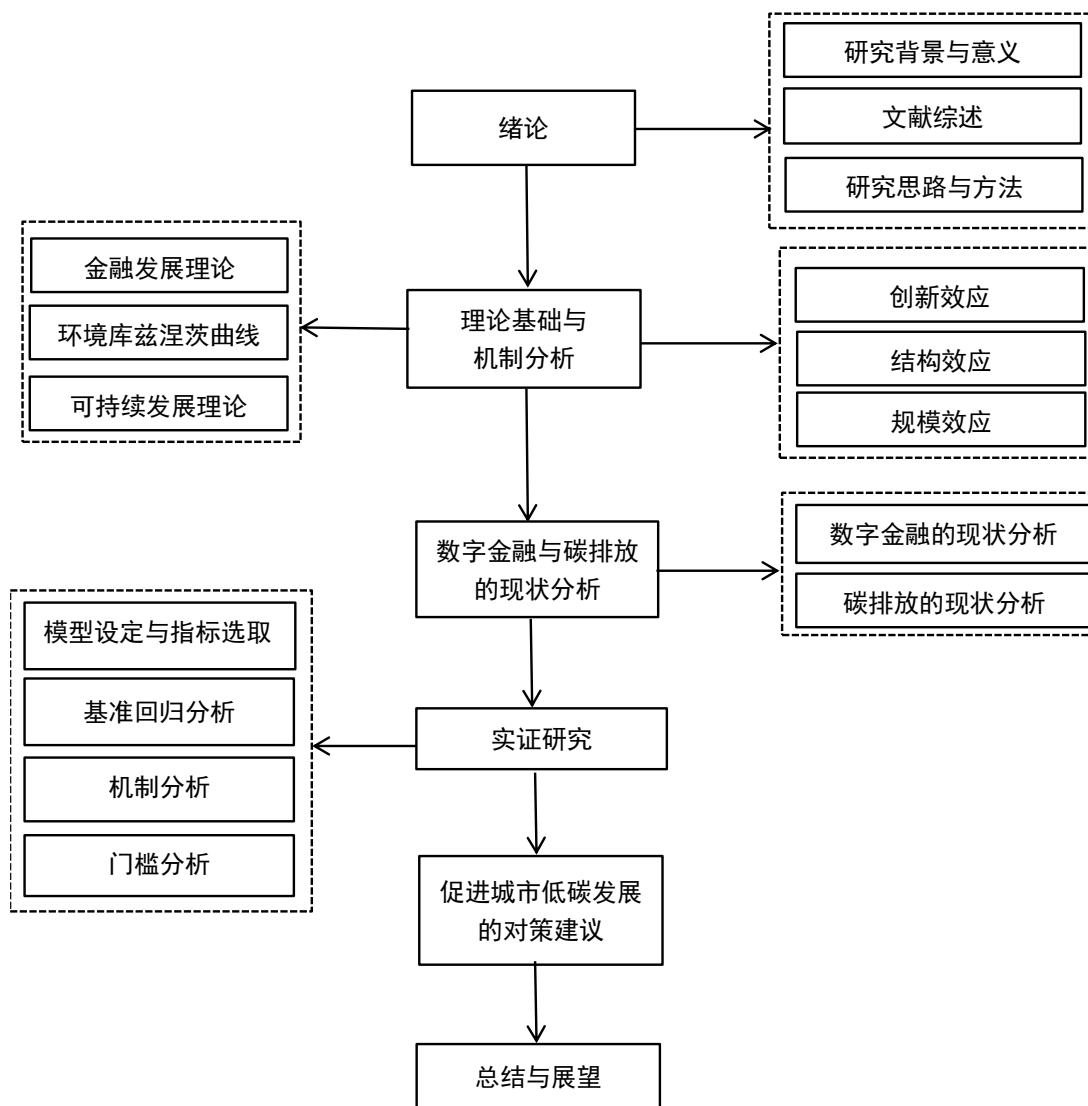 绪论
研究背景与意义
文献综述
研究思路与方法
金融发展理论
环境库兹涅茨曲线
可持续发展理论
理论基础与
机制分析
创新效应
结构效应
规模效应
数字金融与碳排放
的现状分析
数字金融的现状分析
碳排放的现状分析
模型设定与指标选取
基准回归分析
机制分析
门槛分析
实证研究
促进城市低碳发展
的对策建议
总结与展望